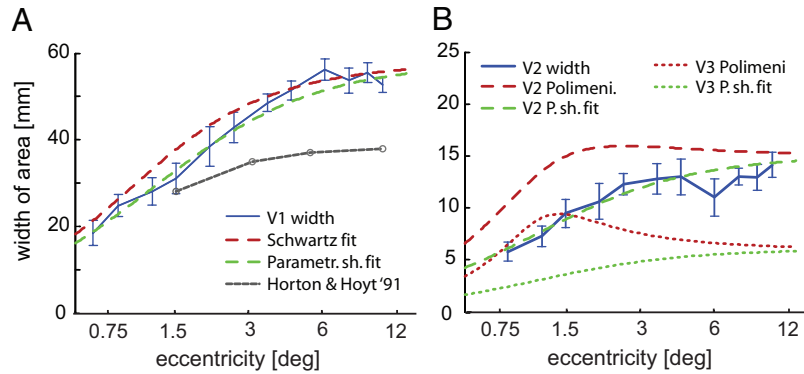 A
width of area [mm]
60
40
20
0
V1 width
Schwartz fit
Parametr. sh. fit
Horton & Hoyt '91
0.75 1.5 3 6 12
eccentricity [deg]
B
25
20
15
10
5
0
V2 width
V2 Polimeni.
V2 P. sh. fit
V3 Polimeni
V3 P. sh. fit
0.75 1.5 3 6 12
eccentricity [deg]